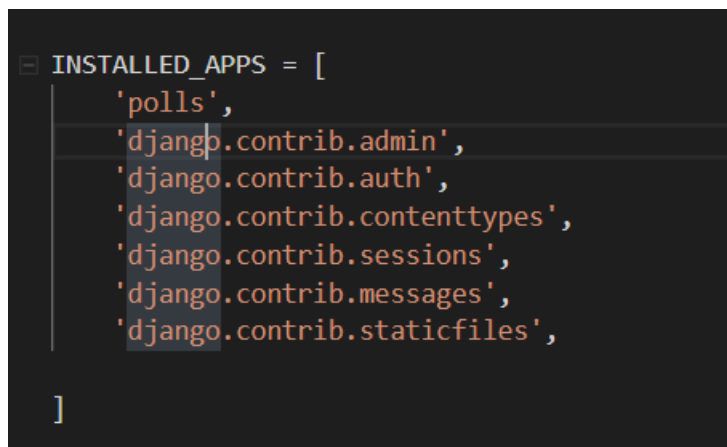 INSTALLED_APPS = [
    'polls',
    'django.contrib.admin',
    'django.contrib.auth',
    'django.contrib.contenttypes',
    'django.contrib.sessions',
    'django.contrib.messages',
    'django.contrib.staticfiles',
]